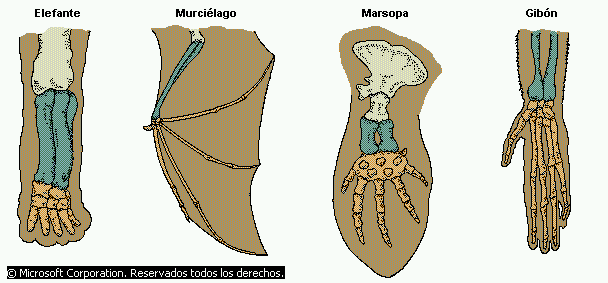 Elefante Murciélago Marsopa Gibón
© Microsoft Corporation. Reservados todos los derechos.